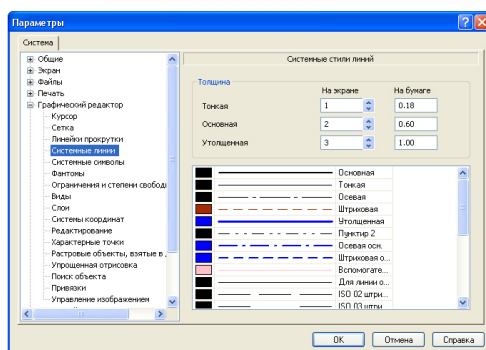 Параметры
Система
Общие
Экран
Файлы
Печать
Графический редактор
Курсор
Сетка
Линейки прокрутки
Системные линии
Системные символы
Фантомы
Ограничения и степени свободы
Виды
Слои
Системы координат
Редактирование
Характерные точки
Растровые объекты, взятые в
Упрощенная отрисовка
Поиск объекта
Привязки
Управление изображением
Системные стили линий
Толщина
На экране На бумаге
Тонкая 1 0.18
Основная 2 0.60
Утолщенная 3 1.00
Основная
Тонкая
Осевая
Штриховая
Утолщенная
Пунктир 2
Осевая осн.
Штриховая о...
Вспомогате...
Для линии о...
ISO 02 штри...
ISO 03 штри
OK Отмена Справка